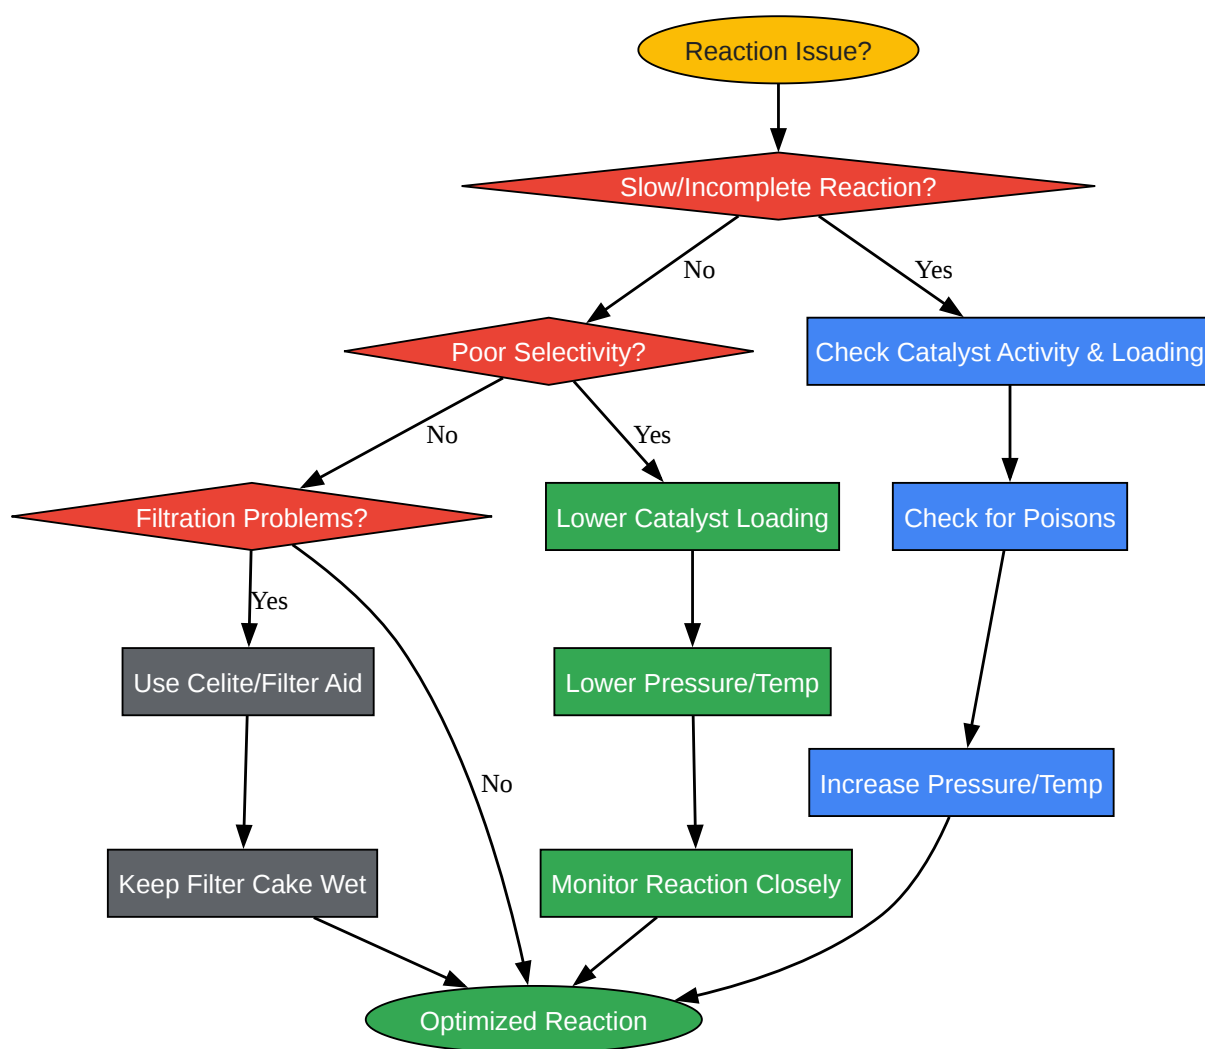 Reaction Issue?
Slow/Incomplete Reaction?
No
Yes
Poor Selectivity?
Check Catalyst Activity & Loading
No
Yes
Filtration Problems?
Lower Catalyst Loading
Check for Poisons
Yes
Use Celite/Filter Aid
Lower Pressure/Temp
No
Increase Pressure/Temp
Keep Filter Cake Wet
Monitor Reaction Closely
Optimized Reaction